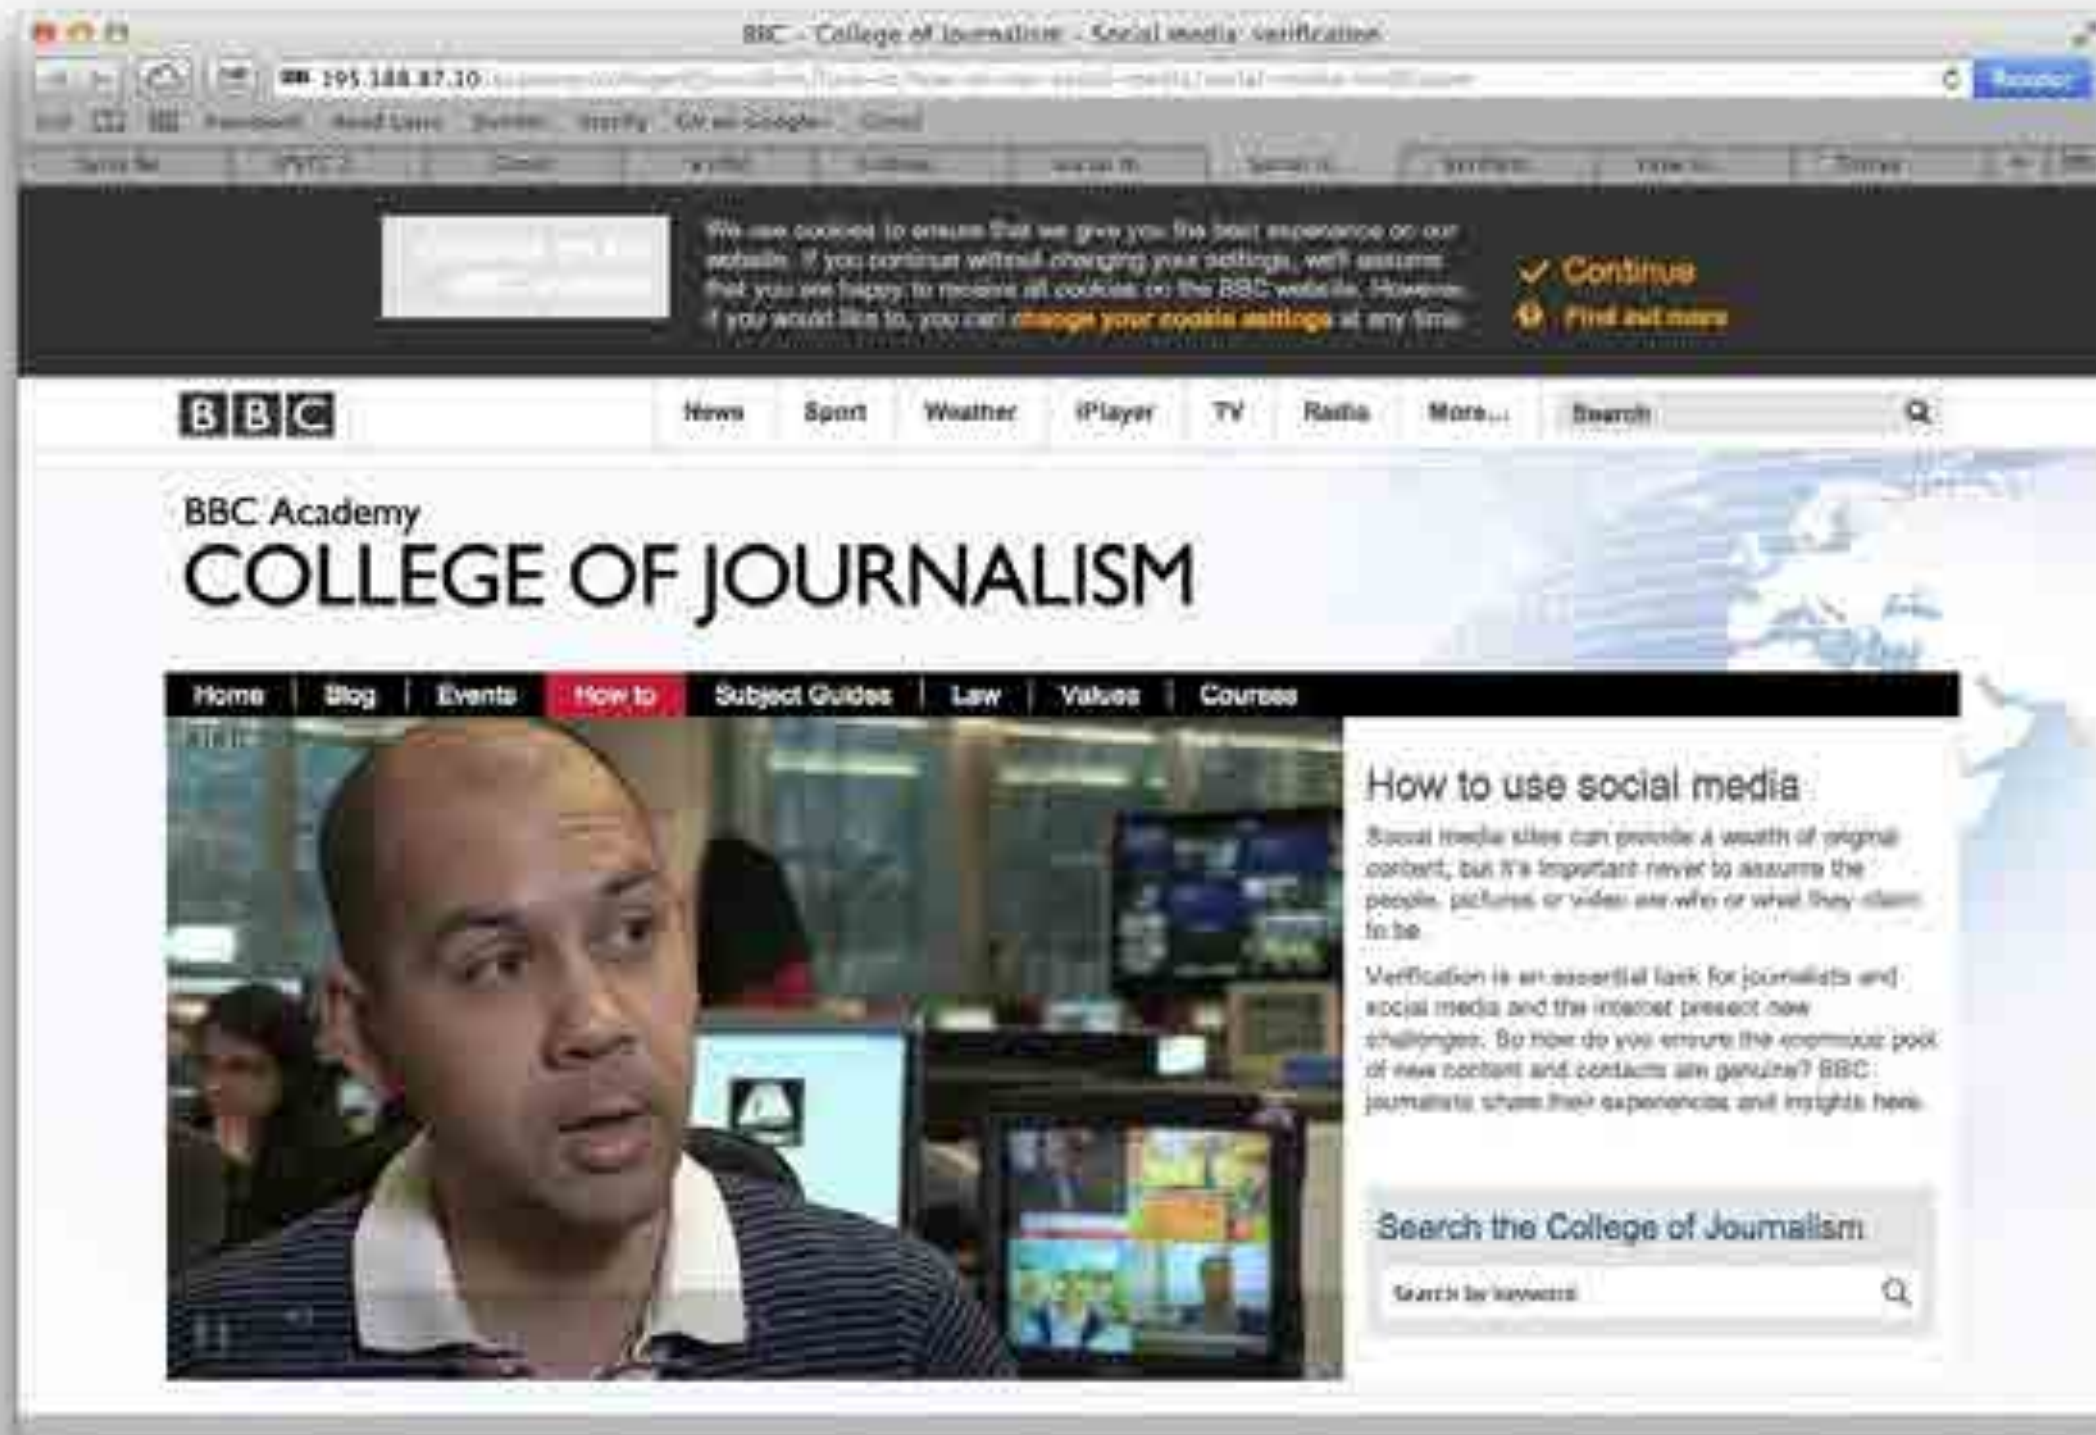 BBC - College of Journalism - Social media: verification
195.188.87.10
Reader
We use cookies to ensure that we give you the best experience on our
website. If you continue without changing your settings, we'll assume
that you are happy to receive all cookies on the BBC website. However,
if you would like to, you can change your cookie settings at any time.
Continue
Find out more
BBC
News
Sport
Weather
iPlayer
TV
Radio
More...
Search
BBC Academy
COLLEGE OF JOURNALISM
Home
Blog
Events
How to
Subject Guides
Law
Values
Courses
How to use social media
Social media sites can provide a wealth of original
content, but it's important never to assume the
people, pictures or video are who or what they claim
to be.
Verification is an essential task for journalists and
social media and the internet present new
challenges. So how do you ensure the enormous pool
of new content and contacts are genuine? BBC
journalists share their experiences and insights here.
Search the College of Journalism
Search by keyword